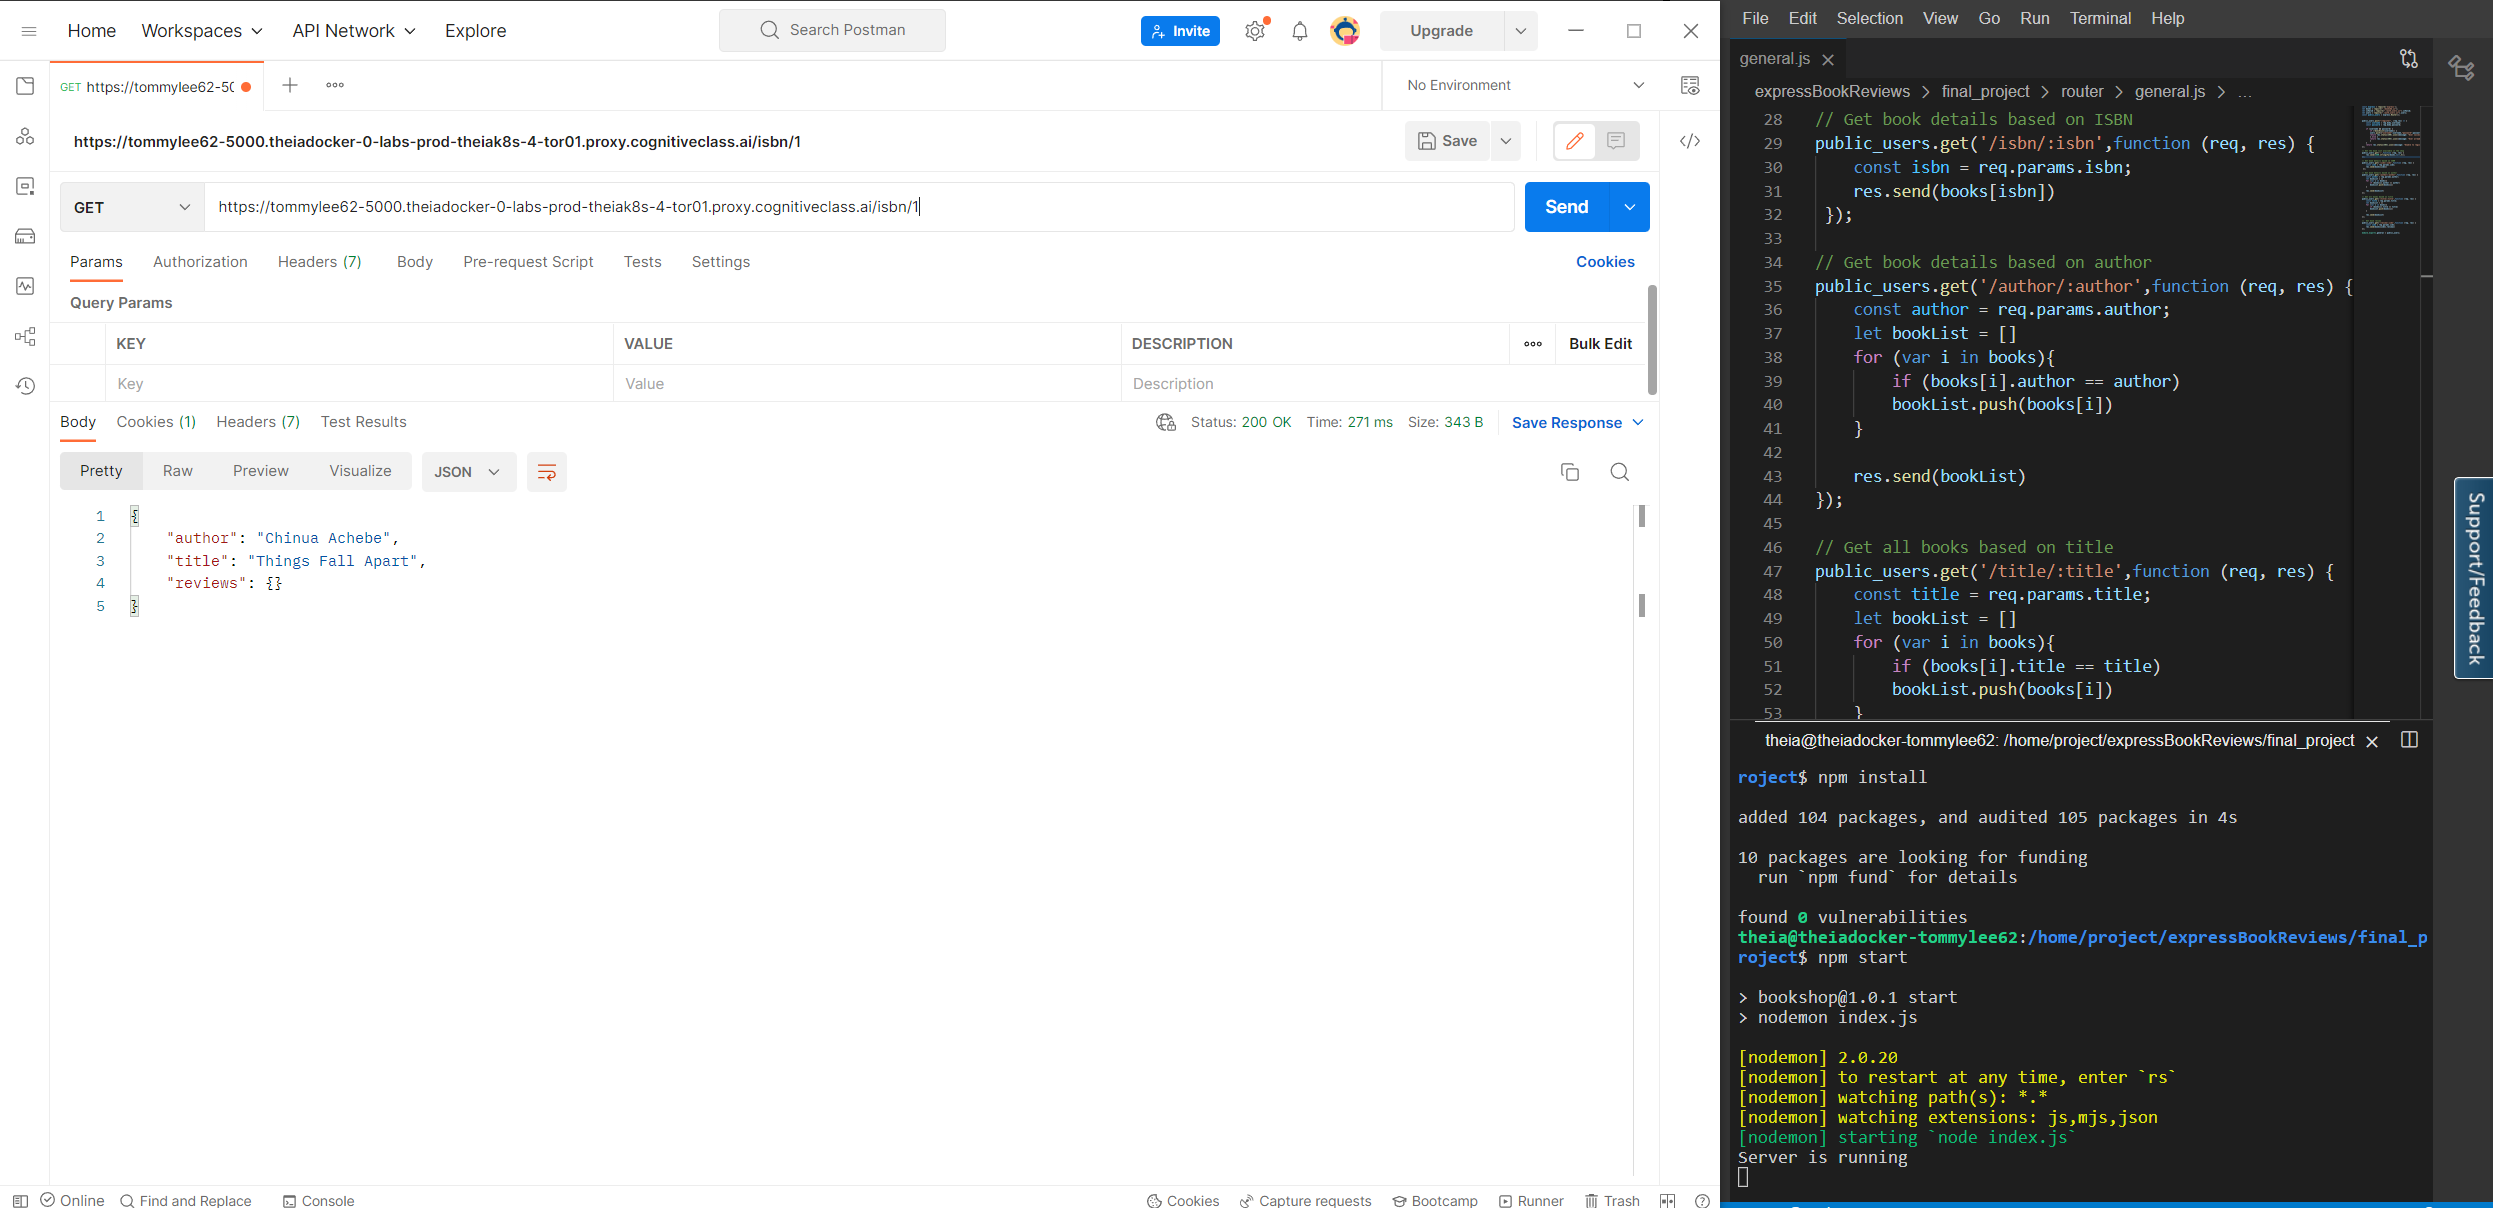 Home Workspaces API Network Explore Search Postman Invite Upgrade
GET https://tommylee62-50 No Environment
https://tommylee62-5000.theiadocker-0-labs-prod-theiak8s-4-tor01.proxy.cognitiveclass.ai/isbn/1 Save
GET https://tommylee62-5000.theiadocker-0-labs-prod-theiak8s-4-tor01.proxy.cognitiveclass.ai/isbn/1 Send
Params Authorization Headers (7) Body Pre-request Script Tests Settings Cookies
Query Params
KEY VALUE DESCRIPTION Bulk Edit
Key Value Description
Body Cookies (1) Headers (7) Test Results Status: 200 OK Time: 271 ms Size: 343 B Save Response
Pretty Raw Preview Visualize JSON
1 {
2 "author": "Chinua Achebe",
3 "title": "Things Fall Apart",
4 "reviews": {}
5 }
Online Find and Replace Console Cookies Capture requests Bootcamp Runner Trash
File Edit Selection View Go Run Terminal Help
general.js
expressBookReviews > final_project > router > general.js > ...
28 // Get book details based on ISBN
29 public_users.get('/isbn/:isbn',function (req, res) {
30 const isbn = req.params.isbn;
31 res.send(books[isbn])
32 });
33
34 // Get book details based on author
35 public_users.get('/author/:author',function (req, res) {
36 const author = req.params.author;
37 let bookList = []
38 for (var i in books){
39 if (books[i].author == author)
40 bookList.push(books[i])
41 }
42
43 res.send(bookList)
44 });
45
46 // Get all books based on title
47 public_users.get('/title/:title',function (req, res) {
48 const title = req.params.title;
49 let bookList = []
50 for (var i in books){
51 if (books[i].title == title)
52 bookList.push(books[i])
53 }
Support/Feedback
theia@theiadocker-tommylee62: /home/project/expressBookReviews/final_project
roject$ npm install
added 104 packages, and audited 105 packages in 4s
10 packages are looking for funding
run `npm fund` for details
found 0 vulnerabilities
theia@theiadocker-tommylee62:/home/project/expressBookReviews/final_p
roject$ npm start
> bookshop@1.0.1 start
> nodemon index.js
[nodemon] 2.0.20
[nodemon] to restart at any time, enter `rs`
[nodemon] watching path(s): *.*
[nodemon] watching extensions: js,mjs,json
[nodemon] starting `node index.js`
Server is running